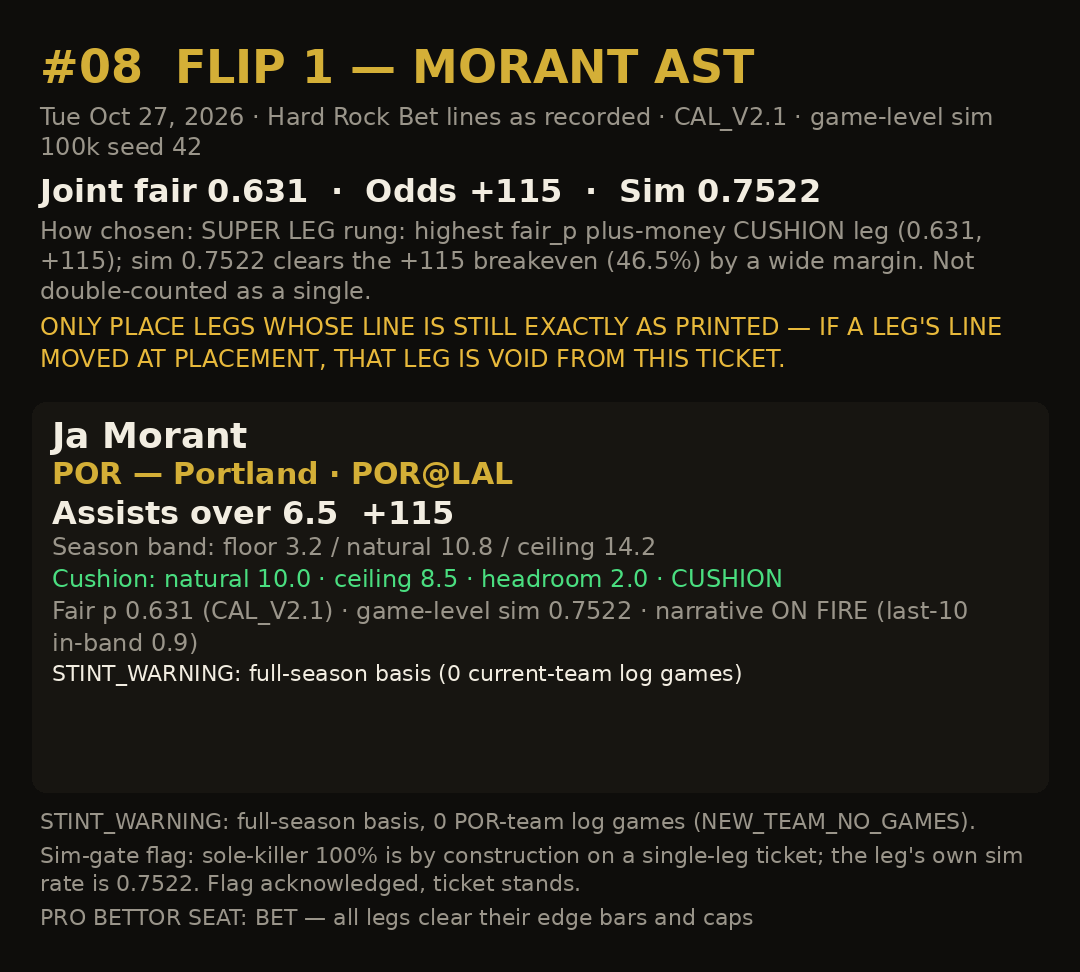 #08  FLIP 1 — MORANT AST
Tue Oct 27, 2026 · Hard Rock Bet lines as recorded · CAL_V2.1 · game-level sim
100k seed 42
Joint fair 0.631  ·  Odds +115  ·  Sim 0.7522
How chosen: SUPER LEG rung: highest fair_p plus-money CUSHION leg (0.631,
+115); sim 0.7522 clears the +115 breakeven (46.5%) by a wide margin. Not
double-counted as a single.
ONLY PLACE LEGS WHOSE LINE IS STILL EXACTLY AS PRINTED — IF A LEG'S LINE
MOVED AT PLACEMENT, THAT LEG IS VOID FROM THIS TICKET.
Ja Morant
POR — Portland · POR@LAL
Assists over 6.5  +115
Season band: floor 3.2 / natural 10.8 / ceiling 14.2
Cushion: natural 10.0 · ceiling 8.5 · headroom 2.0 · CUSHION
Fair p 0.631 (CAL_V2.1) · game-level sim 0.7522 · narrative ON FIRE (last-10
in-band 0.9)
STINT_WARNING: full-season basis (0 current-team log games)
STINT_WARNING: full-season basis, 0 POR-team log games (NEW_TEAM_NO_GAMES).
Sim-gate flag: sole-killer 100% is by construction on a single-leg ticket; the leg's own sim
rate is 0.7522. Flag acknowledged, ticket stands.
PRO BETTOR SEAT: BET — all legs clear their edge bars and caps